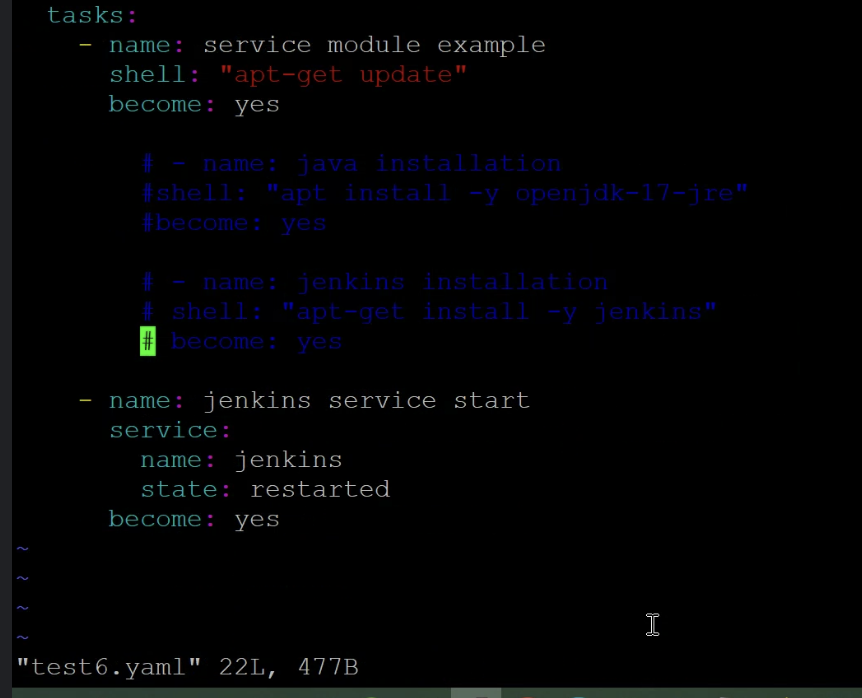 tasks:
- name: service module example
shell: "apt-get update"
become: yes
# - name: java installation
#shell: "apt install -y openjdk-17-jre"
#become: yes
# - name: jenkins installation
# shell: "apt-get install -y jenkins"
# become: yes
- name: jenkins service start
service:
name: jenkins
state: restarted
become: yes
~
~
~
~
"test6.yaml" 22L, 477B